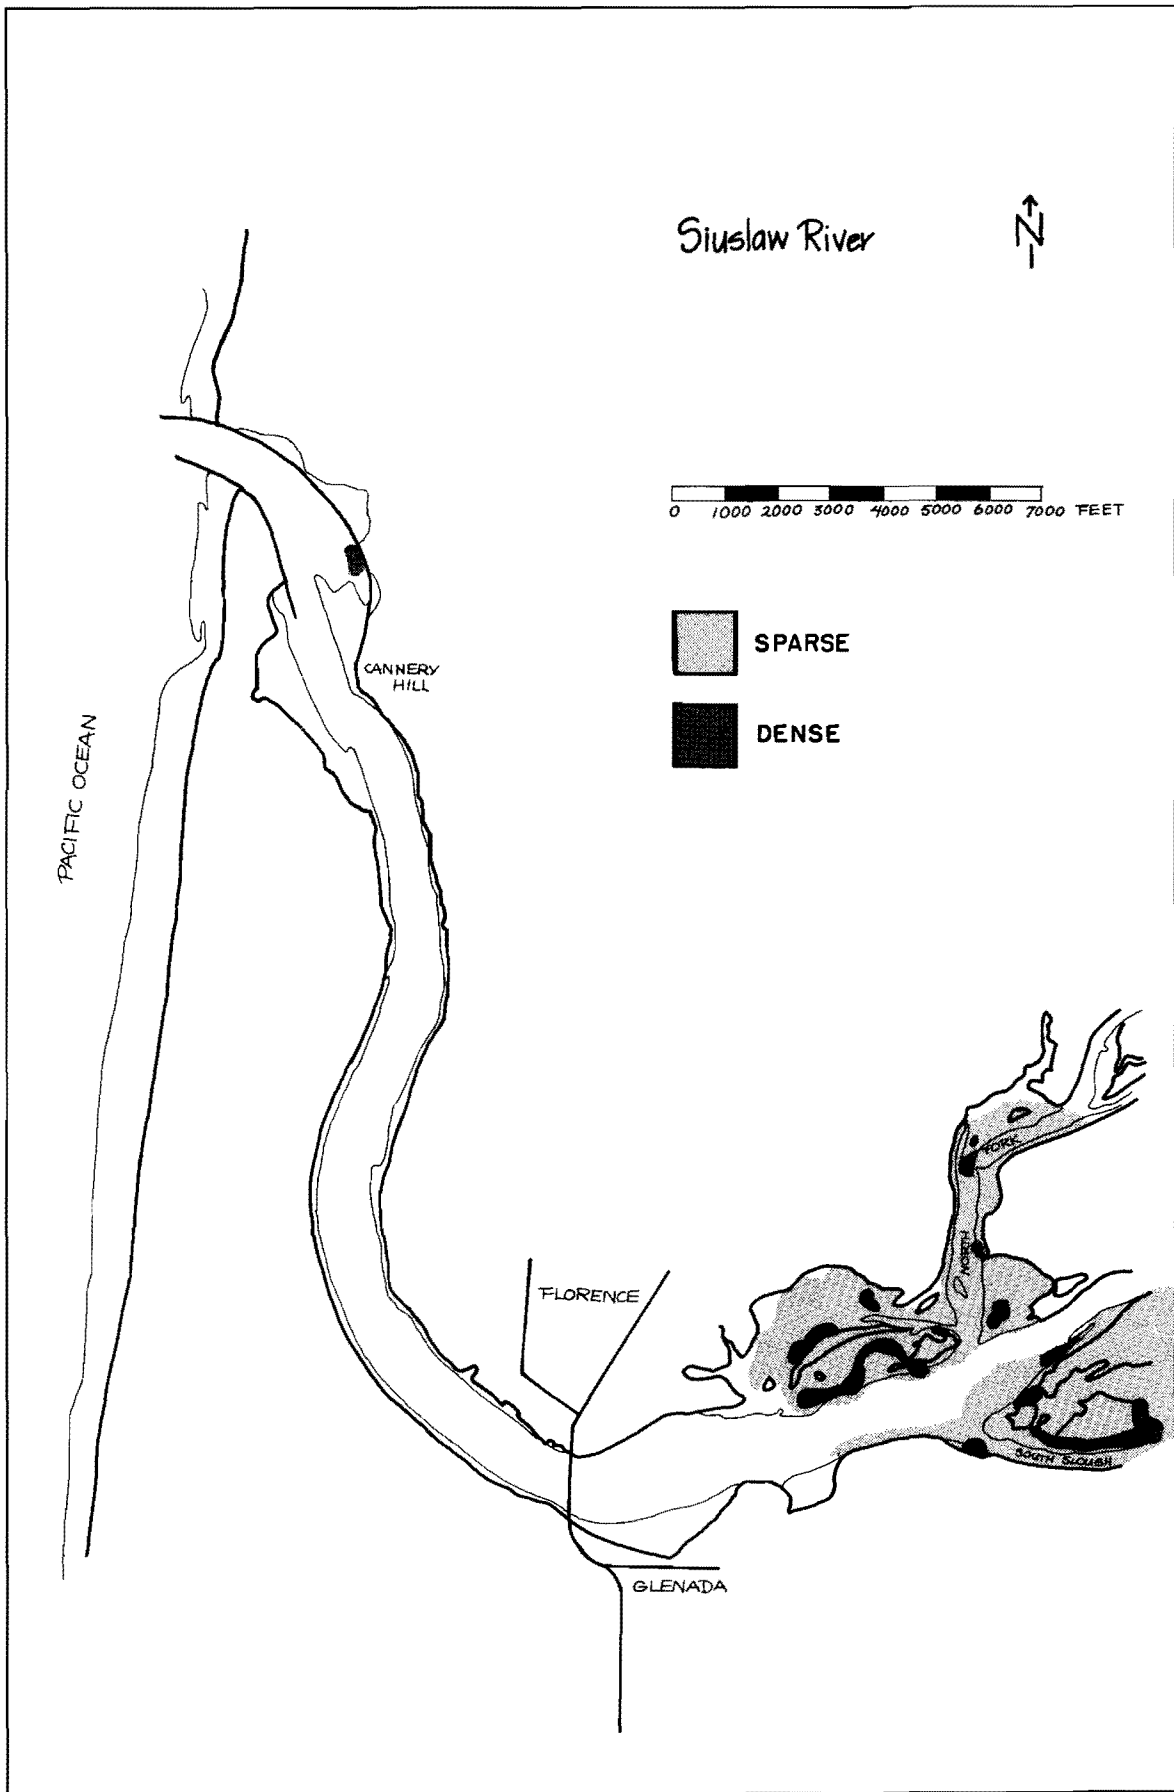 Siuslaw River
N
0 1000 2000 3000 4000 5000 6000 7000 FEET
SPARSE
DENSE
CANNERY
HILL
PACIFIC OCEAN
FORK
NORTH
FLORENCE
SOUTH SLOUGH
GLENADA